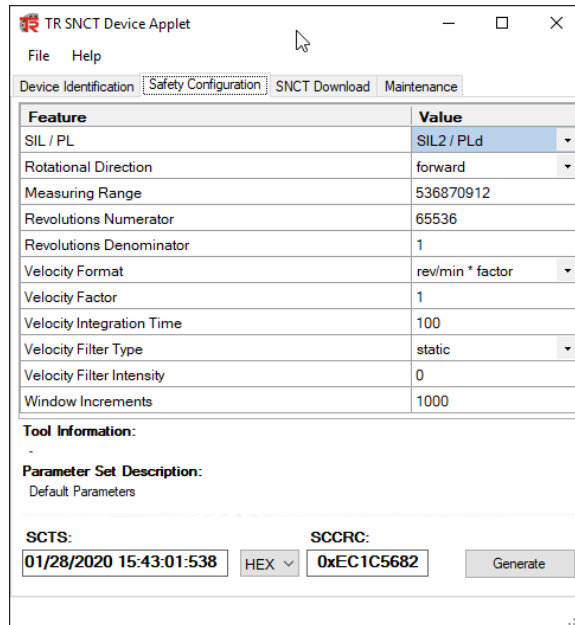 TR SNCT Device Applet
File Help
Device Identification Safety Configuration SNCT Download Maintenance
Feature Value
SIL / PL SIL2 / PLd
Rotational Direction forward
Measuring Range 536870912
Revolutions Numerator 65536
Revolutions Denominator 1
Velocity Format rev/min * factor
Velocity Factor 1
Velocity Integration Time 100
Velocity Filter Type static
Velocity Filter Intensity 0
Window Increments 1000
Tool Information:
-
Parameter Set Description:
Default Parameters
SCTS: SCCRC:
01/28/2020 15:43:01:538 HEX 0xEC1C5682 Generate